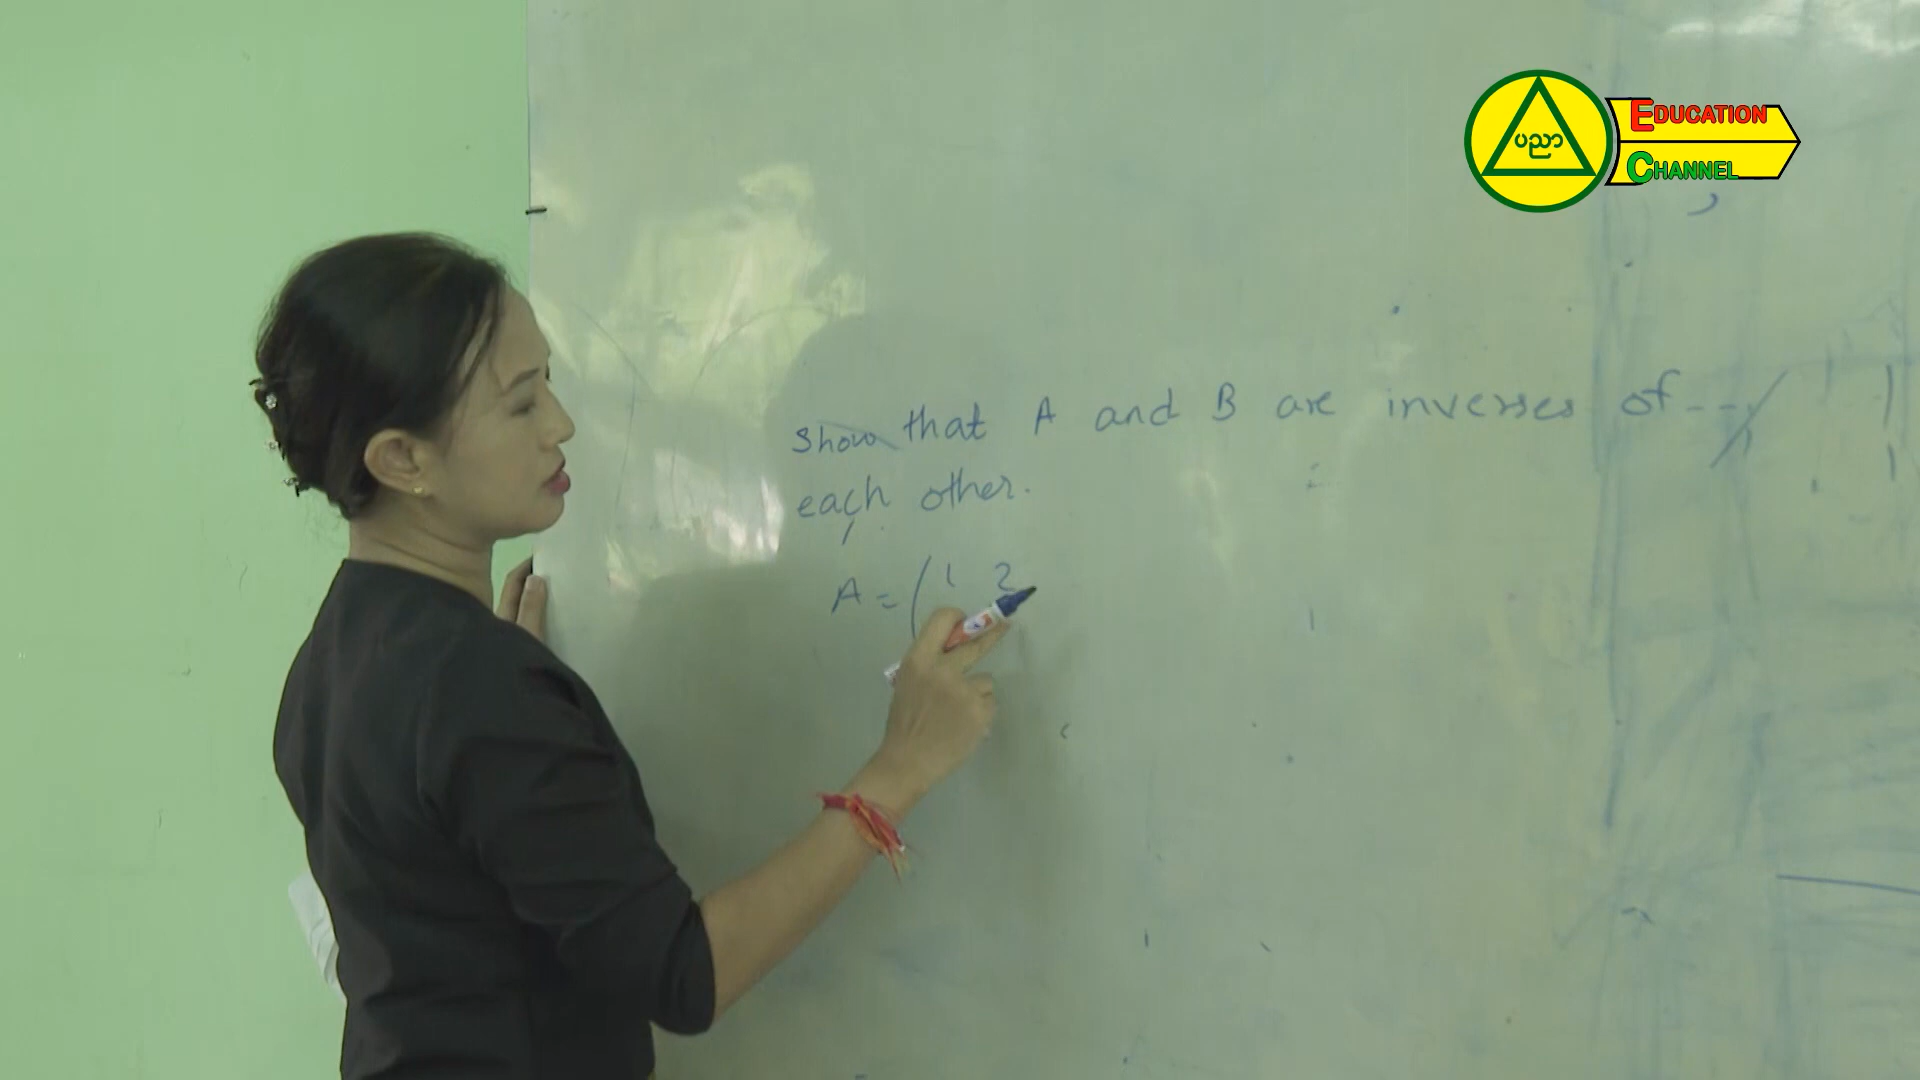 ပညာ
EDUCATION
CHANNEL
Show that A and B are inverses of
each other.
A = ( 1 2